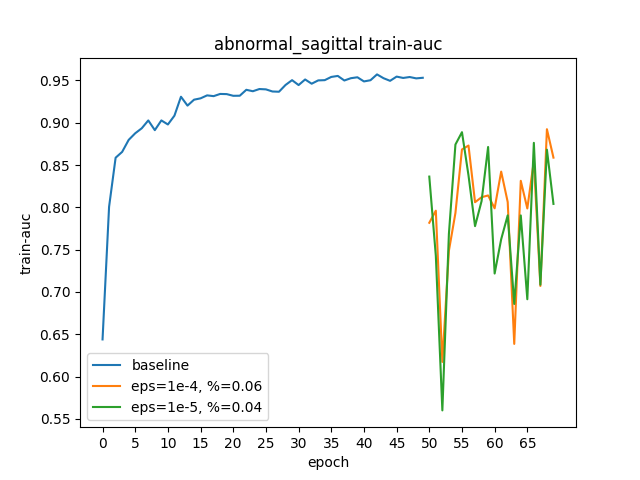 abnormal_sagittal train-auc
train-auc
0.95
0.90
0.85
0.80
0.75
0.70
0.65
0.60
0.55
baseline
eps=1e-4, %=0.06
eps=1e-5, %=0.04
0 5 10 15 20 25 30 35 40 45 50 55 60 65
epoch